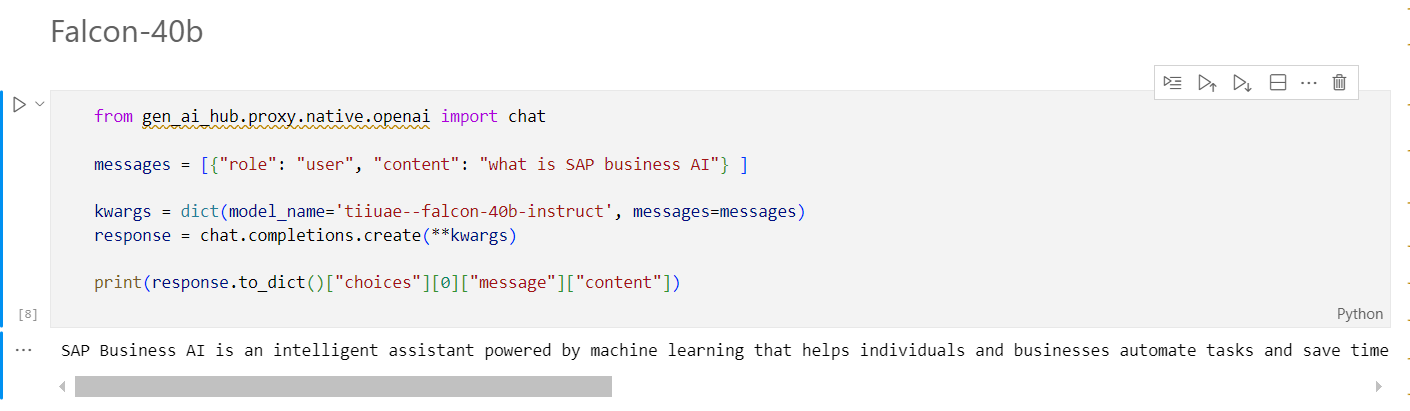 Falcon-40b
from gen_ai_hub.proxy.native.openai import chat
messages = [{"role": "user", "content": "what is SAP business AI"} ]
kwargs = dict(model_name='tiiuae--falcon-40b-instruct', messages=messages)
response = chat.completions.create(**kwargs)
print(response.to_dict()["choices"][0]["message"]["content"])
[8]
Python
SAP Business AI is an intelligent assistant powered by machine learning that helps individuals and businesses automate tasks and save time